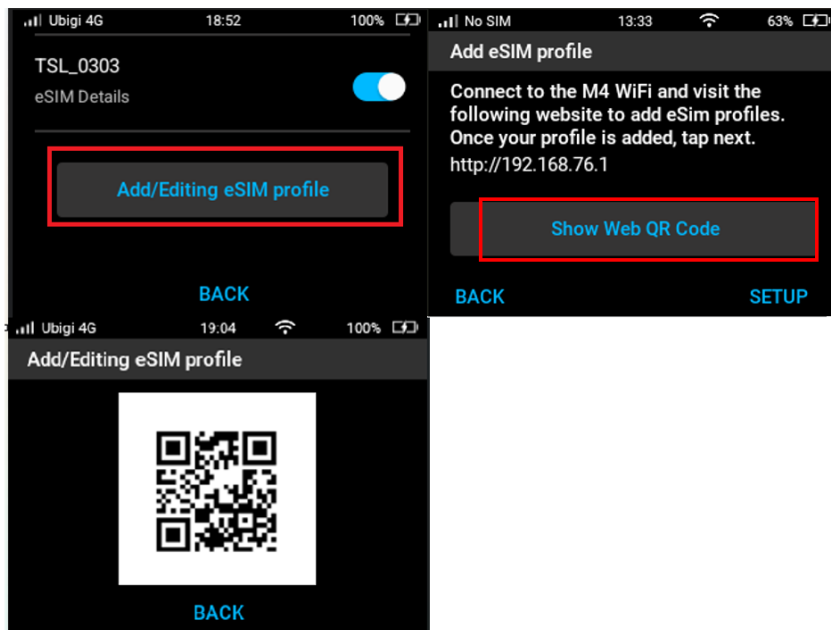 Ubigi 4G 18:52 100%
TSL_0303
eSIM Details
Add/Editing eSIM profile
BACK
No SIM 13:33 63%
Add eSIM profile
Connect to the M4 WiFi and visit the
following website to add eSim profiles.
Once your profile is added, tap next.
http://192.168.76.1
Show Web QR Code
BACK SETUP
Ubigi 4G 19:04 100%
Add/Editing eSIM profile
BACK